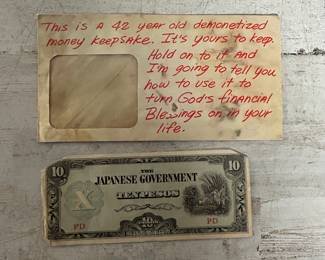 This is a 42 year old demonetized
money keepsake. It's yours to keep.
Hold on to it and
I'm going to tell you
how to use it to
turn God's financial
Blessings on, in your
life.
10 THE 10
JAPANESE GOVERNMENT
TEN PESOS
10
PD PD